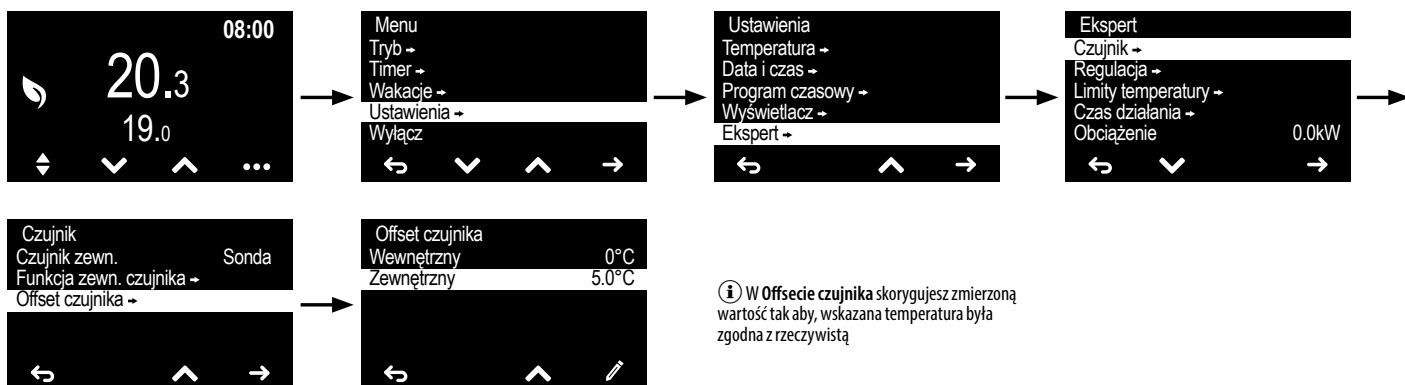 08:00
20.3
19.0
Menu
Tryb →
Timer →
Wakacje →
Ustawienia →
Wyłącz
Ustawienia
Temperatura →
Data i czas →
Program czasowy →
Wyświetlacz →
Ekspert →
Ekspert
Czujnik →
Regulacja →
Limity temperatury →
Czas działania →
Obciążenie 0.0kW
Czujnik
Czujnik zewn. Sonda
Funkcja zewn. czujnika →
Offset czujnika →
Offset czujnika
Wewnętrzny 0°C
Zewnętrzny 5.0°C
i W Offsecie czujnika skorygujesz zmierzoną
wartość tak aby, wskazana temperatura była
zgodna z rzeczywistą